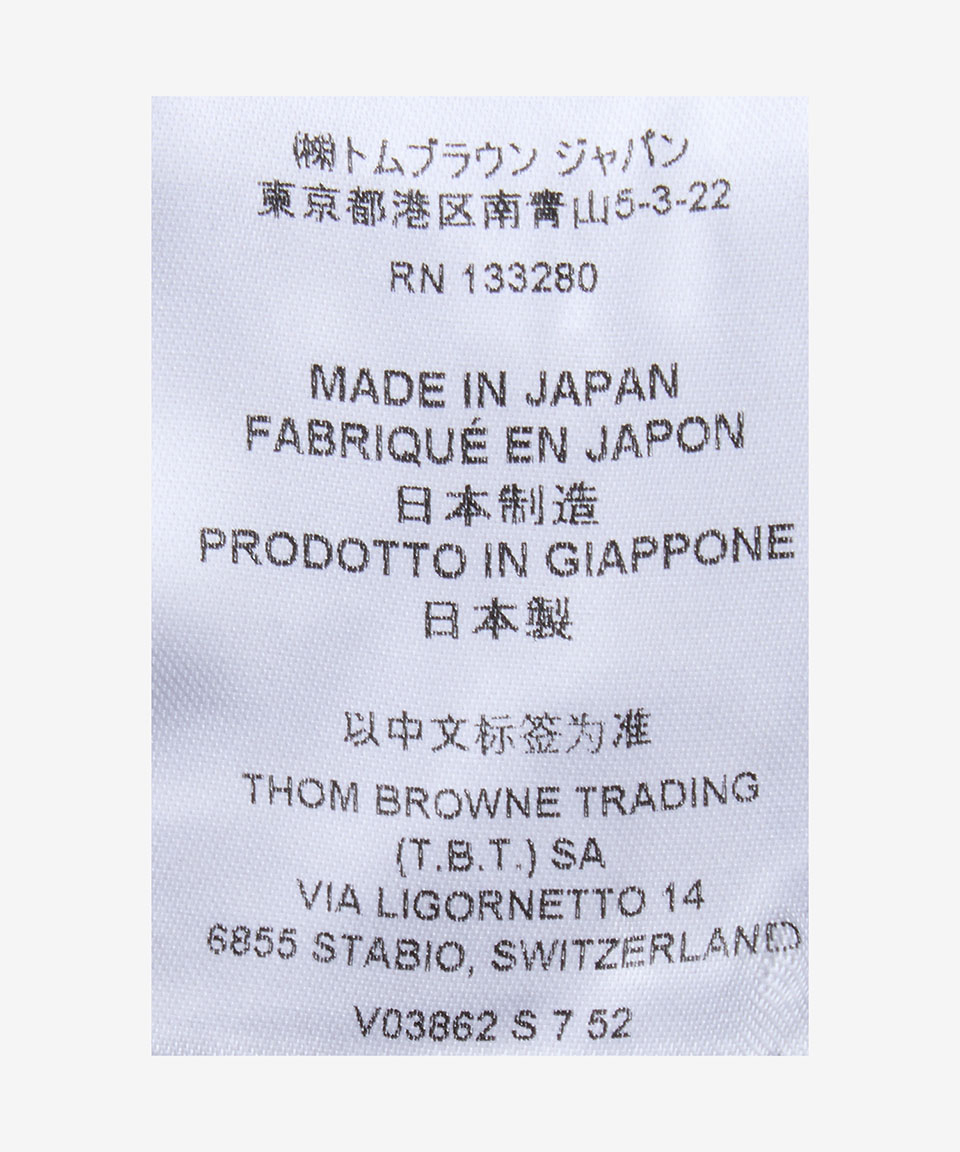 ㈱トムブラウン ジャパン
東京都港区南青山5-3-22
RN 133280
MADE IN JAPAN
FABRIQUÉ EN JAPON
日本制造
PRODOTTO IN GIAPPONE
日本製
以中文标签为准
THOM BROWNE TRADING
(T.B.T.) SA
VIA LIGORNETTO 14
6855 STABIO, SWITZERLAND
V03862 S 7 52